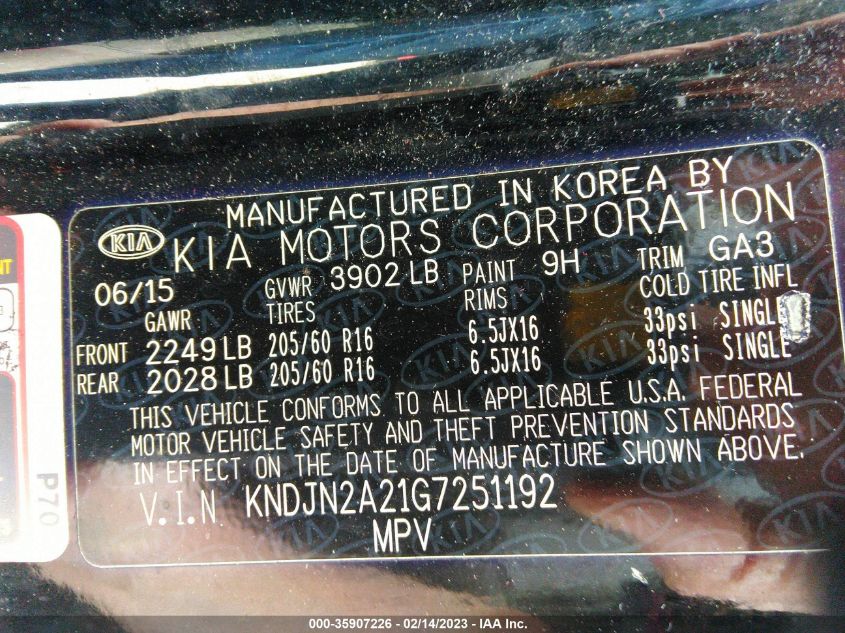 MANUFACTURED IN KOREA BY
KIA KIA MOTORS CORPORATION
06/15 GVWR 3902 LB PAINT 9H TRIM GA3
GAWR TIRES RIMS COLD TIRE INFL
FRONT 2249 LB 205/60 R16 6.5JX16 33psi SINGLE
REAR 2028 LB 205/60 R16 6.5JX16 33psi SINGLE
THIS VEHICLE CONFORMS TO ALL APPLICABLE U.S.A. FEDERAL
MOTOR VEHICLE SAFETY AND THEFT PREVENTION STANDARDS
IN EFFECT ON THE DATE OF MANUFACTURE SHOWN ABOVE.
V.I.N KNDJN2A21G7251192
MPV
P70
000-35907226 - 02/14/2023 - IAA Inc.